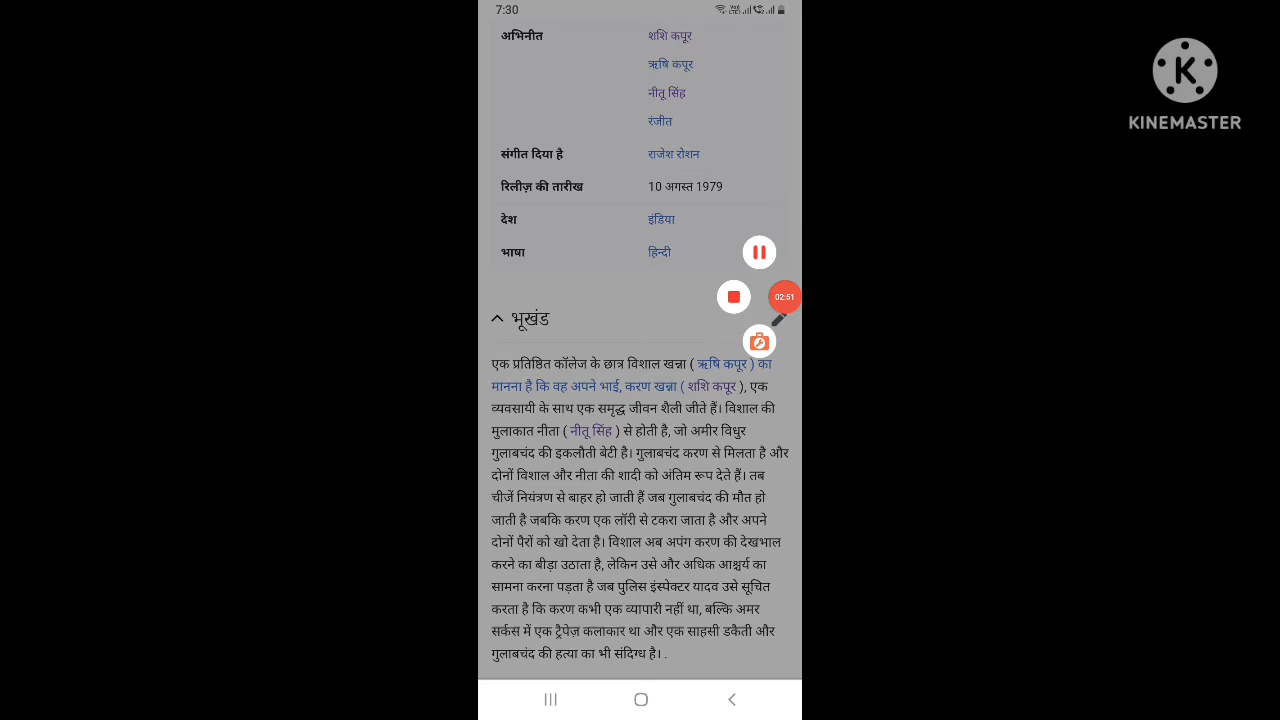 7:30
KINEMASTER
अभिनीत शशि कपूर
ऋषि कपूर
नीतू सिंह
रंजीत
संगीत दिया है राजेश रोशन
रिलीज़ की तारीख 10 अगस्त 1979
देश इंडिया
भाषा हिन्दी
02:51
भूखंड
एक प्रतिष्ठित कॉलेज के छात्र विशाल खन्ना ( ऋषि कपूर ) का
मानना है कि वह अपने भाई, करण खन्ना ( शशि कपूर ), एक
व्यवसायी के साथ एक समृद्ध जीवन शैली जीते हैं। विशाल की
मुलाकात नीता ( नीतू सिंह ) से होती है, जो अमीर विधुर
गुलाबचंद की इकलौती बेटी है। गुलाबचंद करण से मिलता है और
दोनों विशाल और नीता की शादी को अंतिम रूप देते हैं। तब
चीजें नियंत्रण से बाहर हो जाती हैं जब गुलाबचंद की मौत हो
जाती है जबकि करण एक लॉरी से टकरा जाता है और अपने
दोनों पैरों को खो देता है। विशाल अब अपंग करण की देखभाल
करने का बीड़ा उठाता है, लेकिन उसे और अधिक आश्चर्य का
सामना करना पड़ता है जब पुलिस इंस्पेक्टर यादव उसे सूचित
करता है कि करण कभी एक व्यापारी नहीं था, बल्कि अमर
सर्कस में एक ट्रैपेज़ कलाकार था और एक साहसी डकैती और
गुलाबचंद की हत्या का भी संदिग्ध है। .